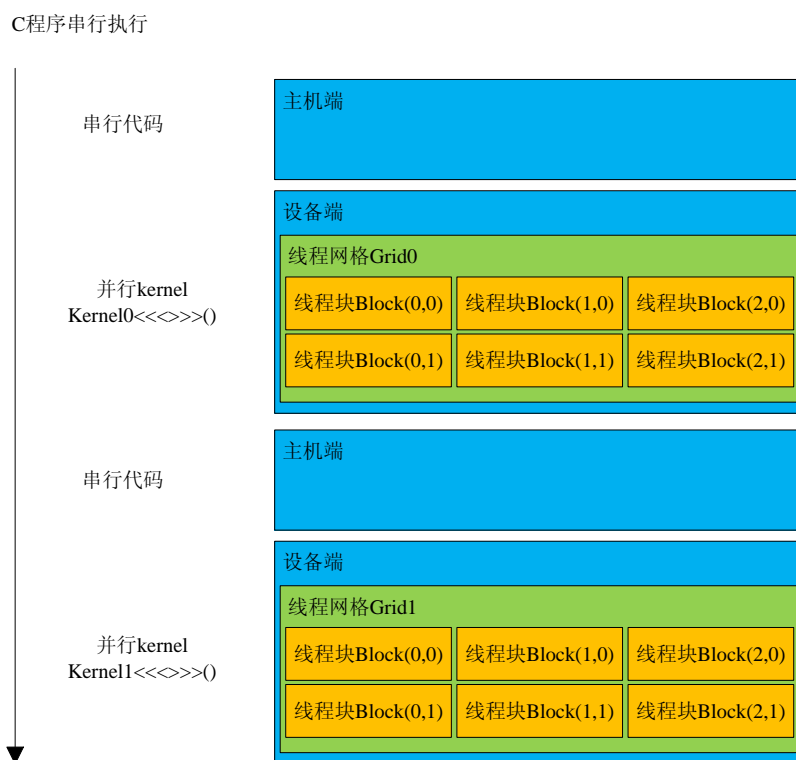 C程序串行执行
串行代码
主机端
设备端
线程网格Grid0
并行kernel
Kernel0<<<>>>()
线程块Block(0,0) 线程块Block(1,0) 线程块Block(2,0)
线程块Block(0,1) 线程块Block(1,1) 线程块Block(2,1)
串行代码
主机端
设备端
线程网格Grid1
并行kernel
Kernel1<<<>>>()
线程块Block(0,0) 线程块Block(1,0) 线程块Block(2,0)
线程块Block(0,1) 线程块Block(1,1) 线程块Block(2,1)